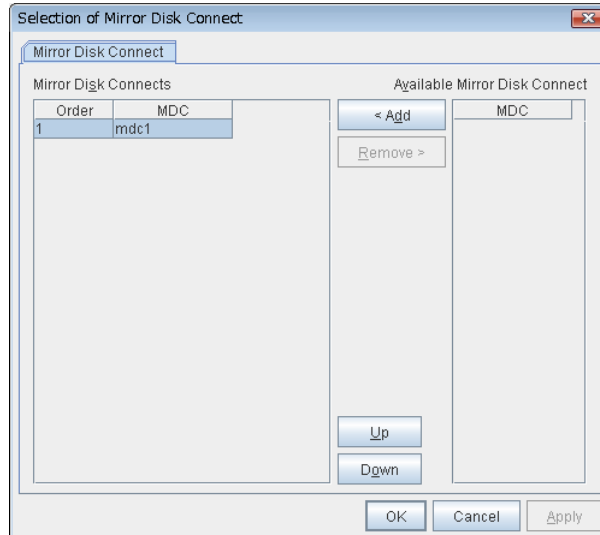 Selection of Mirror Disk Connect
Mirror Disk Connect
Mirror Disk Connects
Available Mirror Disk Connect
Order MDC
1 mdc1
< Add
Remove >
MDC
Up
Down
OK Cancel Apply